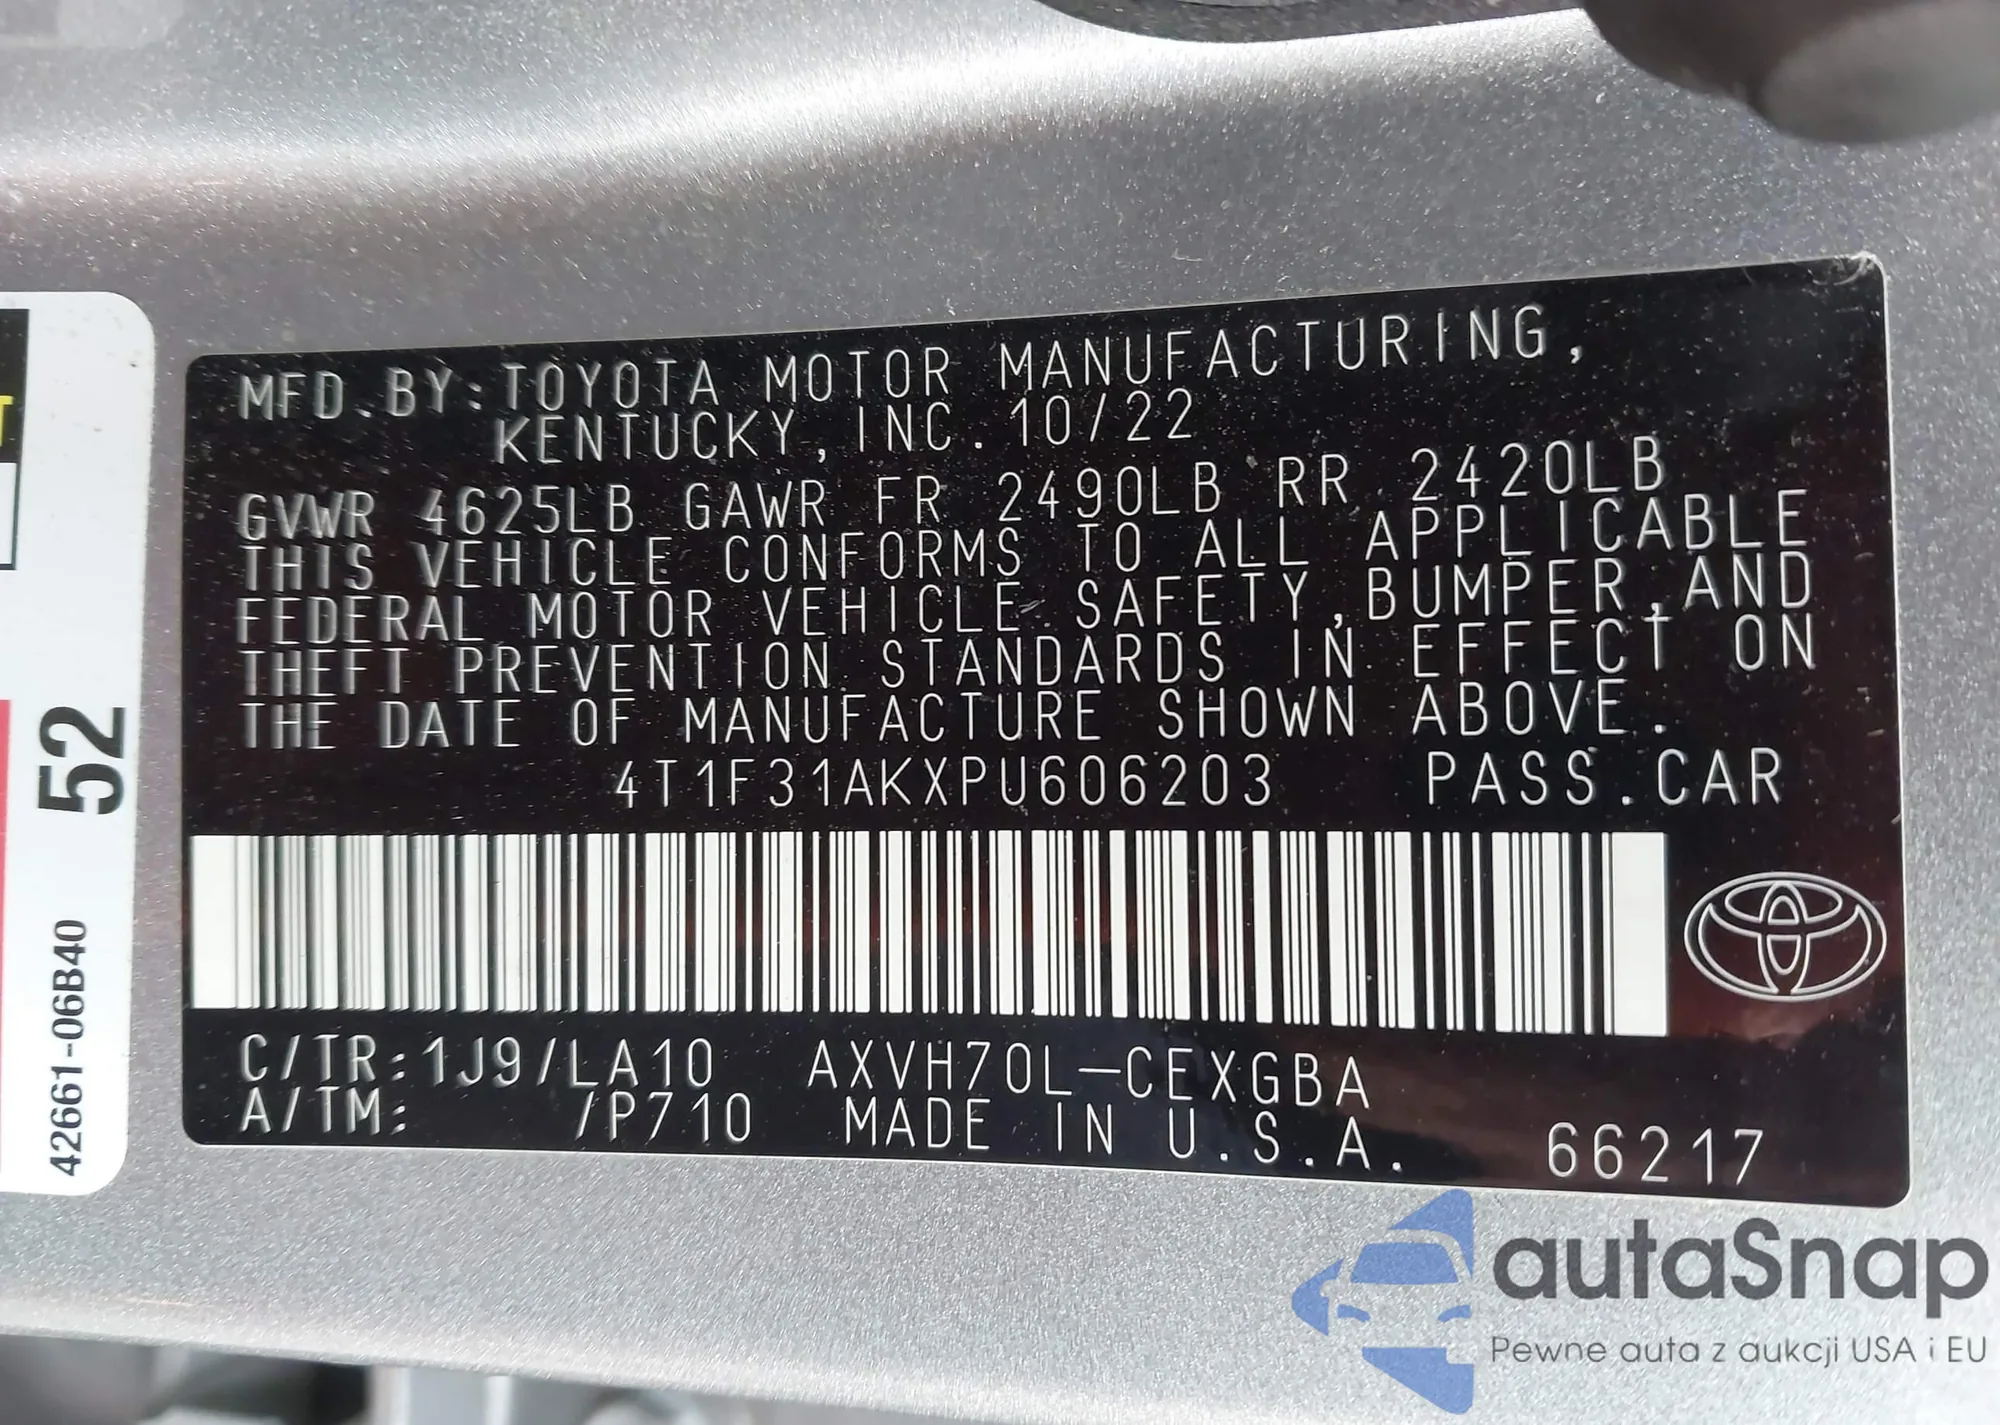 MFD.BY:TOYOTA MOTOR MANUFACTURING,
KENTUCKY, INC. 10/22
GVWR 4625LB GAWR FR 2490LB RR 2420LB
THIS VEHICLE CONFORMS TO ALL APPLICABLE
FEDERAL MOTOR VEHICLE SAFETY,BUMPER,AND
THEFT PREVENTION STANDARDS IN EFFECT ON
THE DATE OF MANUFACTURE SHOWN ABOVE.
4T1F31AKXPU606203 PASS.CAR
C/TR:1J9/LA10 AXVH70L-CEXGBA
A/TM: /P710 MADE IN U.S.A. 66217
52
42661-06B40
T
autaSnap
Pewne auta z aukcji USA i EU